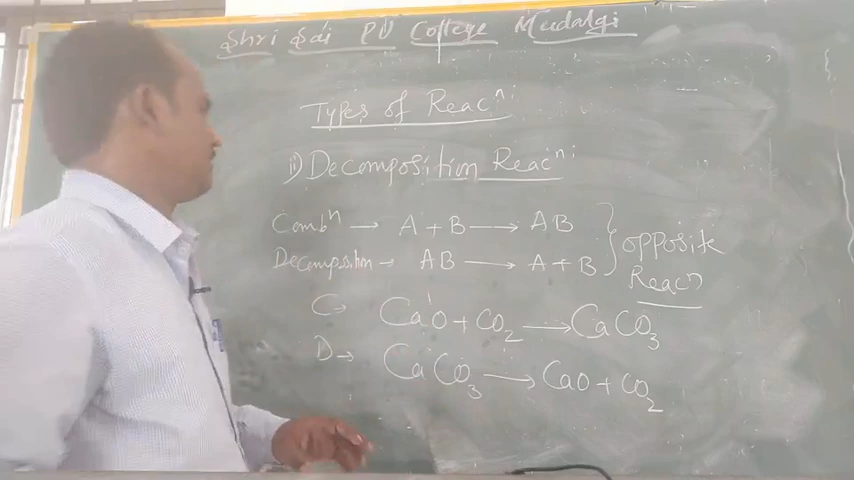 Shri Sai PU College Mudalgi
Types of Reacⁿ:
ii) Decomposition Reacⁿ:
Combⁿ → A + B → AB
Decomposition → AB → A + B
} opposite
Reacⁿ
C → CaO + CO₂ → CaCO₃
D → CaCO₃ → CaO + CO₂